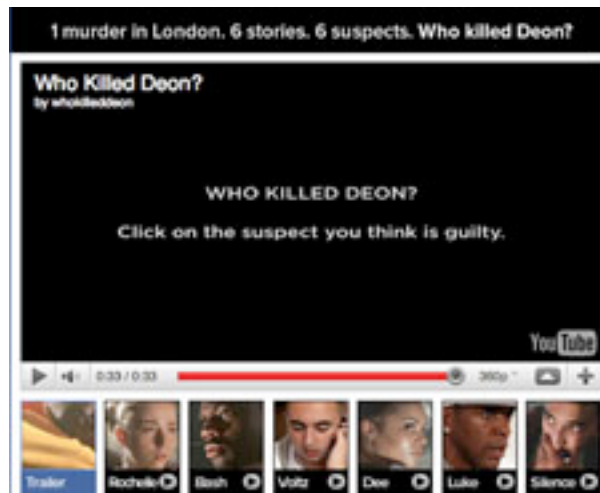 1 murder in London. 6 stories. 6 suspects. Who killed Deon?
Who Killed Deon?
by whokilleddeon
WHO KILLED DEON?
Click on the suspect you think is guilty.
YouTube
0:33 / 0:33
360p
Trailer
Rochelle
Bash
Voltz
Dee
Luke
Silence